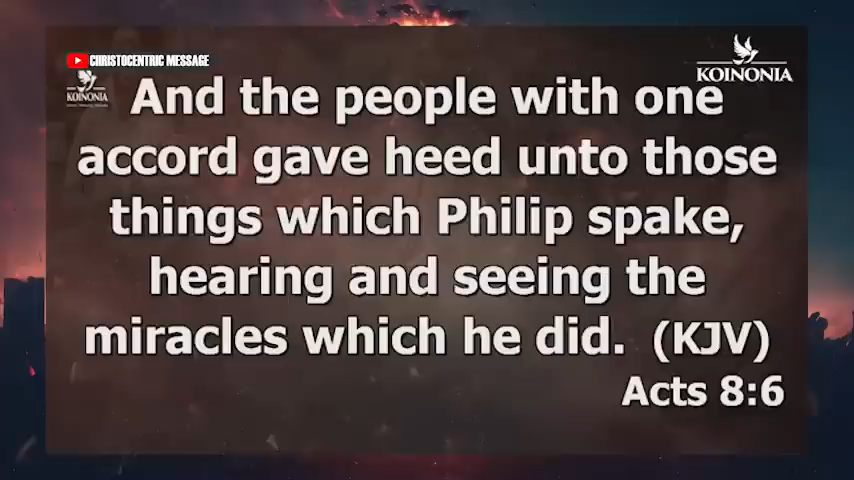 CHRISTOCENTRIC MESSAGE
KOINONIA
KOINONIA
And the people with one
accord gave heed unto those
things which Philip spake,
hearing and seeing the
miracles which he did. (KJV)
Acts 8:6